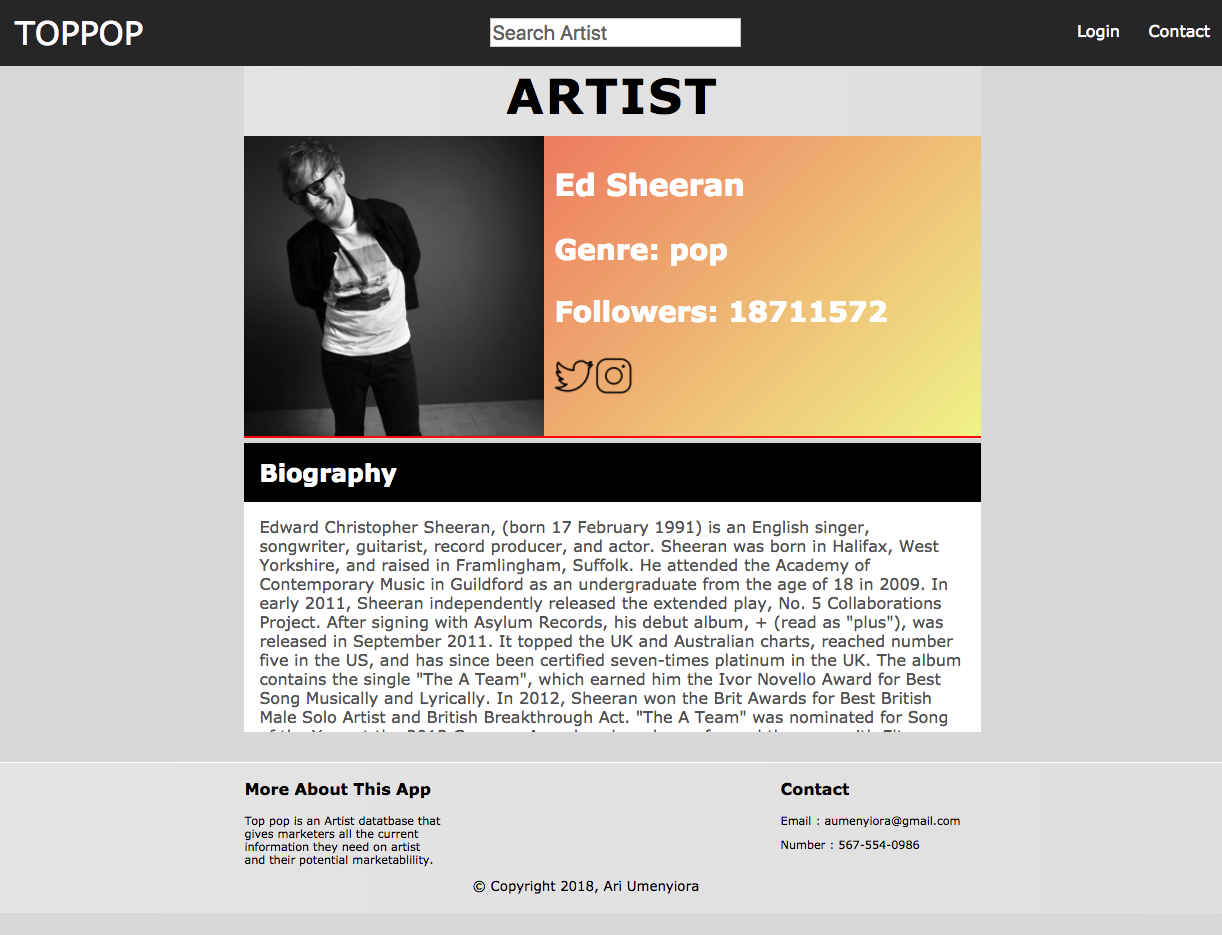 TOPPOP
Search Artist
Login
Contact
ARTIST
Ed Sheeran
Genre: pop
Followers: 18711572
Biography
Edward Christopher Sheeran, (born 17 February 1991) is an English singer,
songwriter, guitarist, record producer, and actor. Sheeran was born in Halifax, West
Yorkshire, and raised in Framlingham, Suffolk. He attended the Academy of
Contemporary Music in Guildford as an undergraduate from the age of 18 in 2009. In
early 2011, Sheeran independently released the extended play, No. 5 Collaborations
Project. After signing with Asylum Records, his debut album, + (read as "plus"), was
released in September 2011. It topped the UK and Australian charts, reached number
five in the US, and has since been certified seven-times platinum in the UK. The album
contains the single "The A Team", which earned him the Ivor Novello Award for Best
Song Musically and Lyrically. In 2012, Sheeran won the Brit Awards for Best British
Male Solo Artist and British Breakthrough Act. "The A Team" was nominated for Song
More About This App
Top pop is an Artist datatbase that
gives marketers all the current
information they need on artist
and their potential marketablility.
Contact
Email : aumenyiora@gmail.com
Number : 567-554-0986
© Copyright 2018, Ari Umenyiora